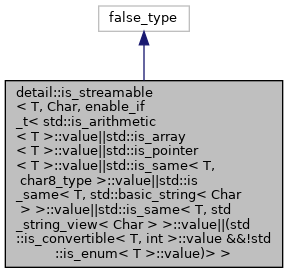 false_type
detail::is_streamable
< T, Char, enable_if
_t< std::is_arithmetic
< T >::value||std::is_array
< T >::value||std::is_pointer
< T >::value||std::is_same< T,
char8_type >::value||std::is
_same< T, std::basic_string< Char
> >::value||std::is_same< T, std
_string_view< Char > >::value||(std
::is_convertible< T, int >::value &&!std
::is_enum< T >::value)> >